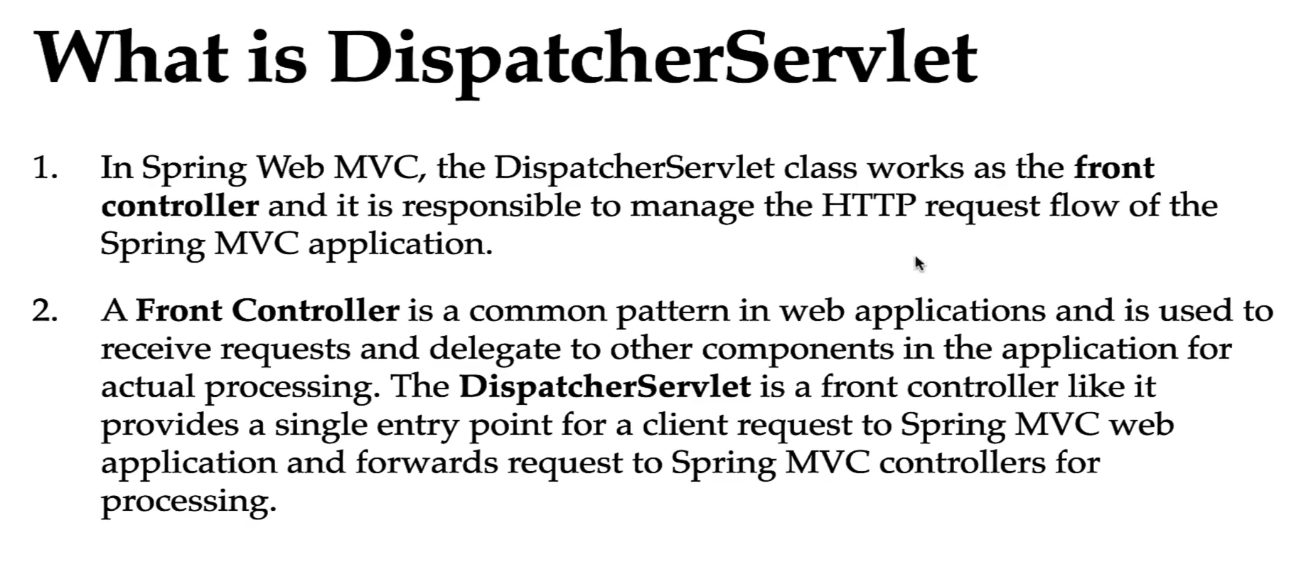 What is DispatcherServlet
1. In Spring Web MVC, the DispatcherServlet class works as the front
controller and it is responsible to manage the HTTP request flow of the
Spring MVC application.
2. A Front Controller is a common pattern in web applications and is used to
receive requests and delegate to other components in the application for
actual processing. The DispatcherServlet is a front controller like it
provides a single entry point for a client request to Spring MVC web
application and forwards request to Spring MVC controllers for
processing.